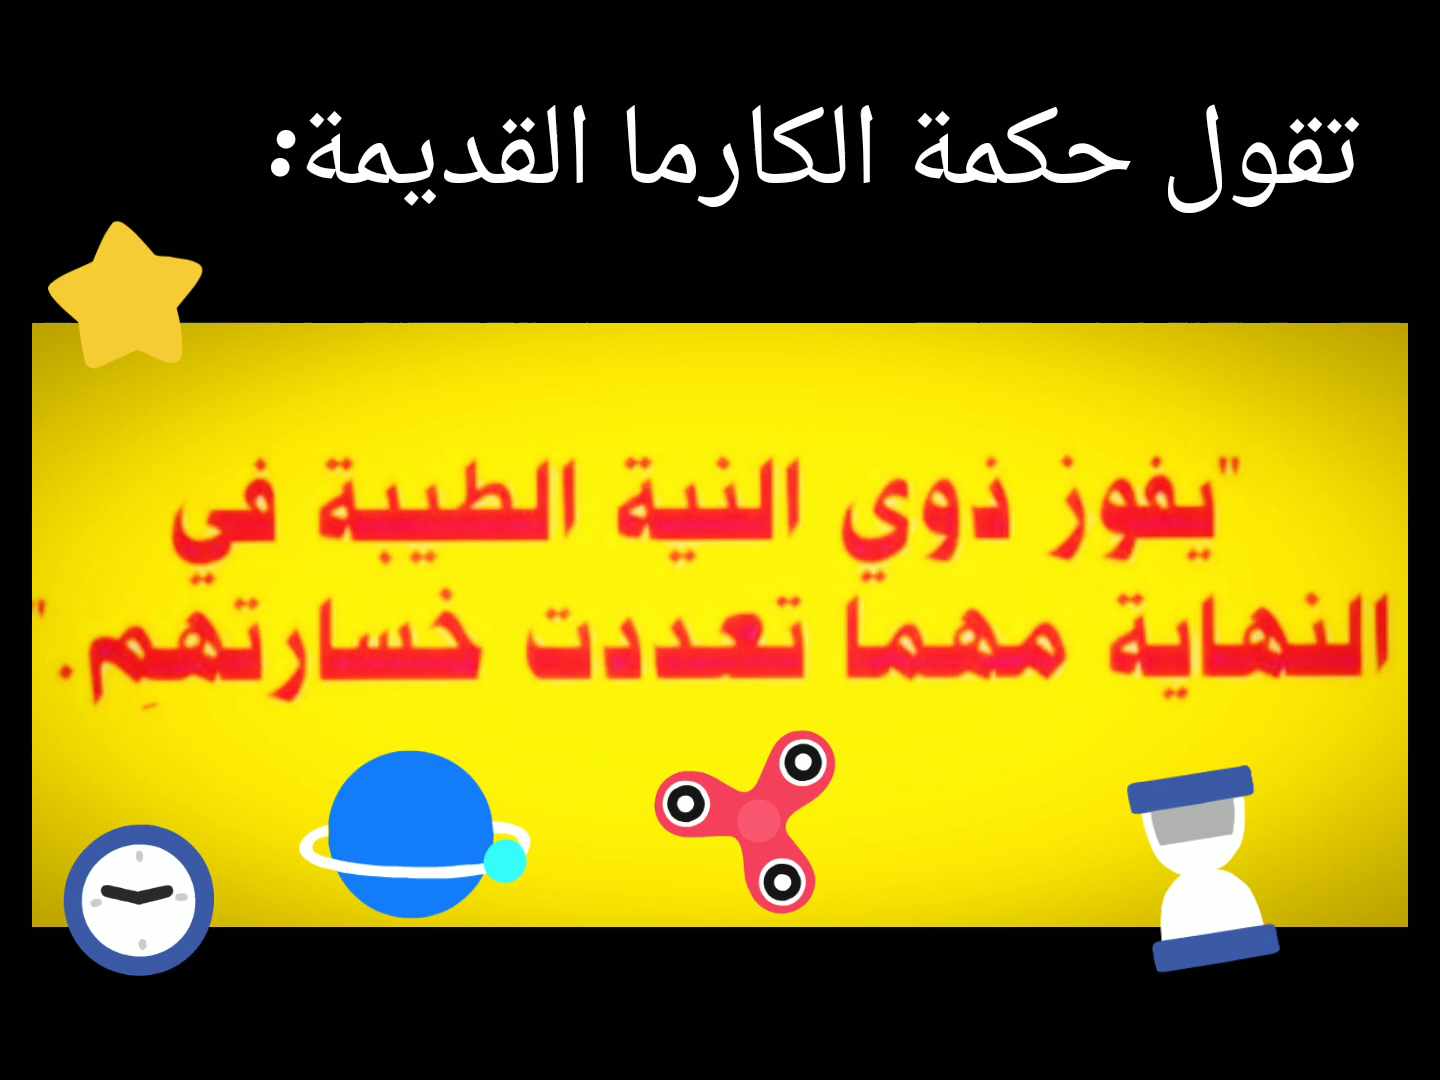 تقول حكمة الكارما القديمة:
"يفوز ذوي النية الطيبة في
النهاية مهما تعددت خسارتهمِ."